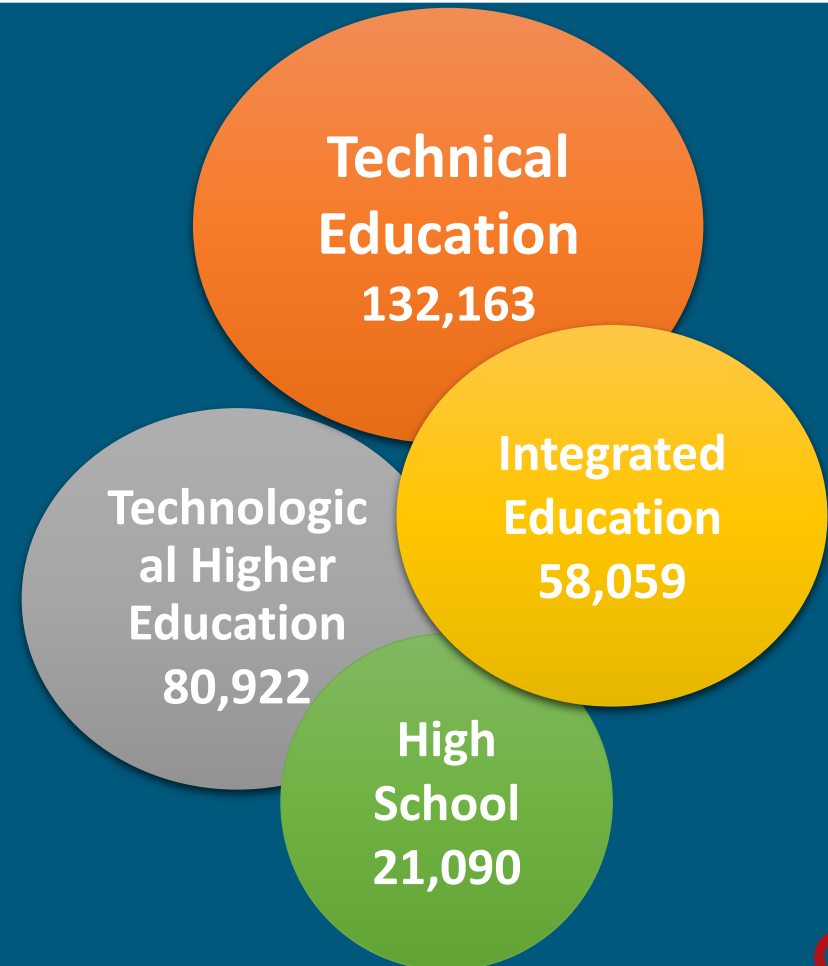 Technical
Education
132,163
Integrated
Education
58,059
Technologic
al Higher
Education
80,922
High
School
21,090